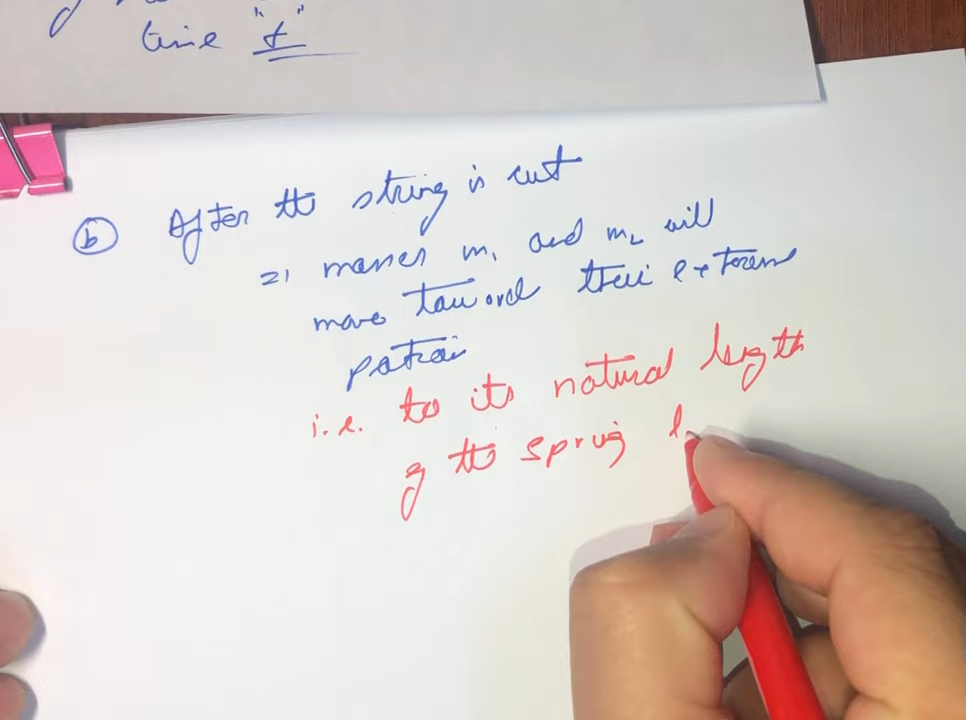 time "t"
(b) After the string is cut
=) masses m₁ and m₂ will
move toward their extreme
position
i.e. to its natural length
of the spring l